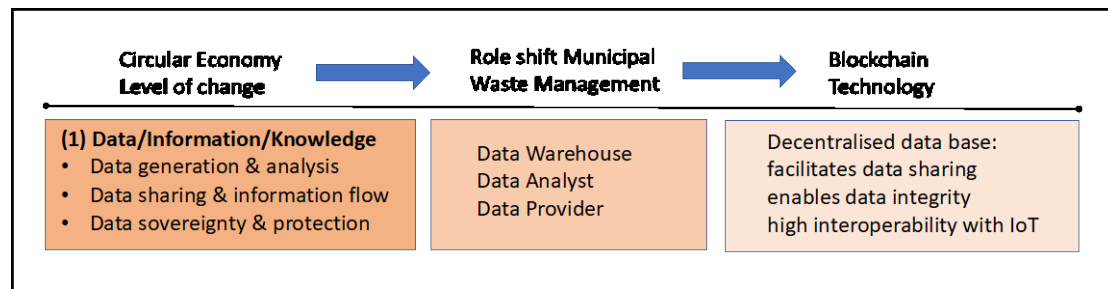 Circular Economy
Level of change
Role shift Municipal
Waste Management
Blockchain
Technology
(1) Data/Information/Knowledge
• Data generation & analysis
• Data sharing & information flow
• Data sovereignty & protection
Data Warehouse
Data Analyst
Data Provider
Decentralised data base:
facilitates data sharing
enables data integrity
high interoperability with IoT